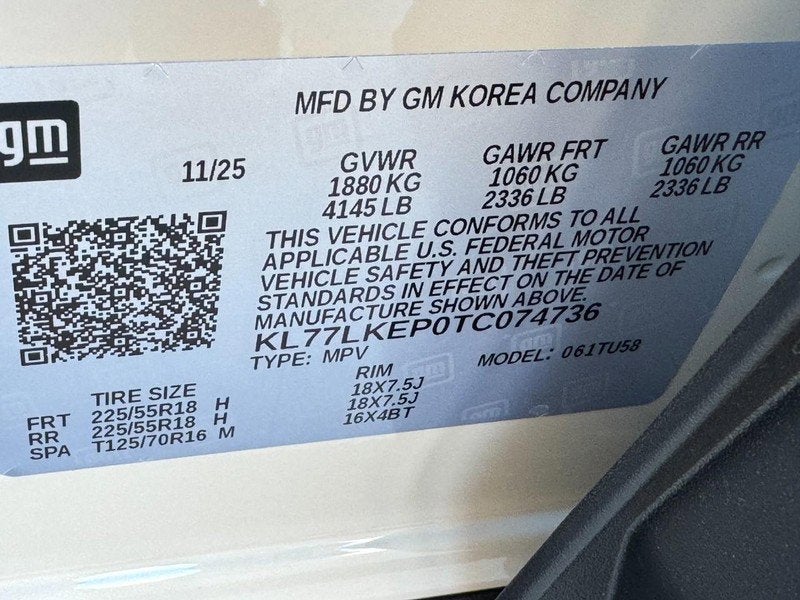 gm
MFD BY GM KOREA COMPANY
11/25
GVWR GAWR FRT GAWR RR
1880 KG 1060 KG 1060 KG
4145 LB 2336 LB 2336 LB
THIS VEHICLE CONFORMS TO ALL
APPLICABLE U.S. FEDERAL MOTOR
VEHICLE SAFETY AND THEFT PREVENTION
STANDARDS IN EFFECT ON THE DATE OF
MANUFACTURE SHOWN ABOVE.
KL77LKEP0TC074736
TYPE: MPV MODEL: 061TU58
TIRE SIZE RIM
FRT 225/55R18 H 18X7.5J
RR 225/55R18 H 18X7.5J
SPA T125/70R16 M 16X4BT